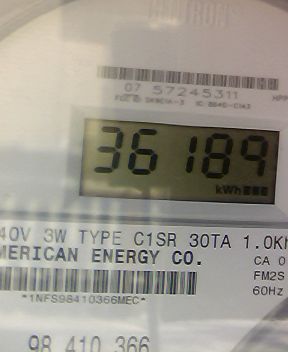 07 57245311
36189
kWh
40V 3W TYPE C1SR 30TA 1.0Kh
MERICAN ENERGY CO.
CA 0
FM2S
60Hz
*1NFS98410366MEC*
98 410 366